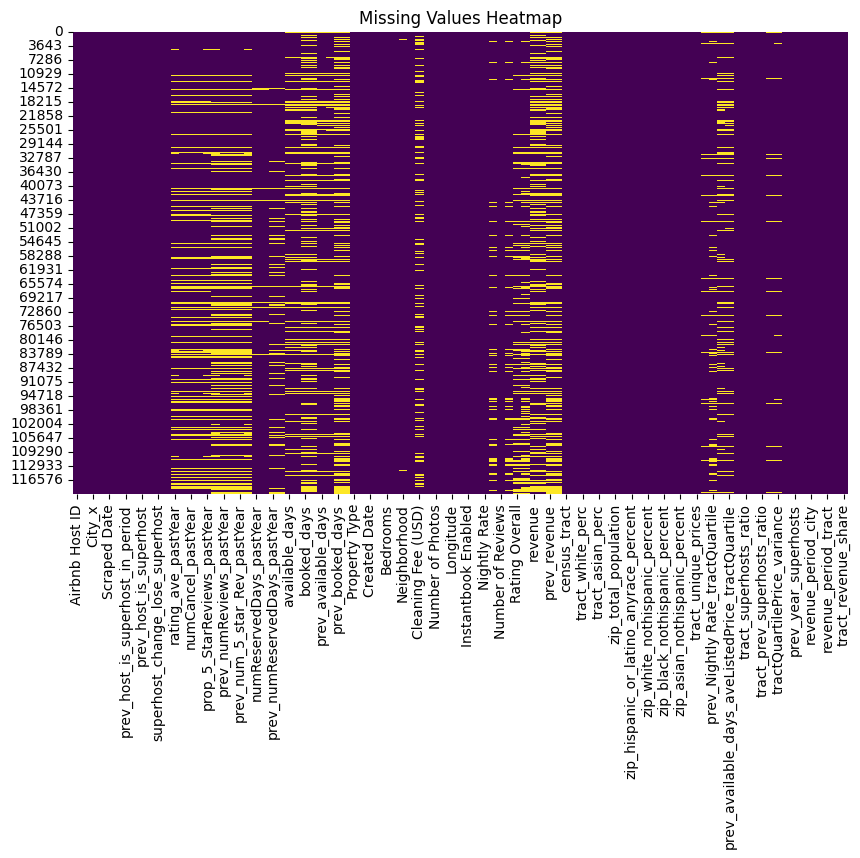 Missing Values Heatmap
0
3643
7286
10929
14572
18215
21858
25501
29144
32787
36430
40073
43716
47359
51002
54645
58288
61931
65574
69217
72860
76503
80146
83789
87432
91075
94718
98361
102004
105647
109290
112933
116576
Airbnb Host ID
City_x
Scraped Date
prev_host_is_superhost_in_period
prev_host_is_superhost
superhost_change_lose_superhost
rating_ave_pastYear
numCancel_pastYear
prop_5_StarReviews_pastYear
prev_numReviews_pastYear
prev_num_5_star_Rev_pastYear
numReservedDays_pastYear
prev_numReservedDays_pastYear
available_days
booked_days
prev_available_days
prev_booked_days
Property Type
Created Date
Bedrooms
Neighborhood
Cleaning Fee (USD)
Number of Photos
Longitude
Instantbook Enabled
Nightly Rate
Number of Reviews
Rating Overall
revenue
prev_revenue
census_tract
tract_white_perc
tract_asian_perc
zip_total_population
zip_hispanic_or_latino_anyrace_percent
zip_white_nothispanic_percent
zip_black_nothispanic_percent
zip_asian_nothispanic_percent
tract_unique_prices
prev_Nightly Rate_tractQuartile
prev_available_days_aveListedPrice_tractQuartile
tract_superhosts_ratio
tract_prev_superhosts_ratio
tractQuartilePrice_variance
prev_year_superhosts
revenue_period_city
revenue_period_tract
tract_revenue_share